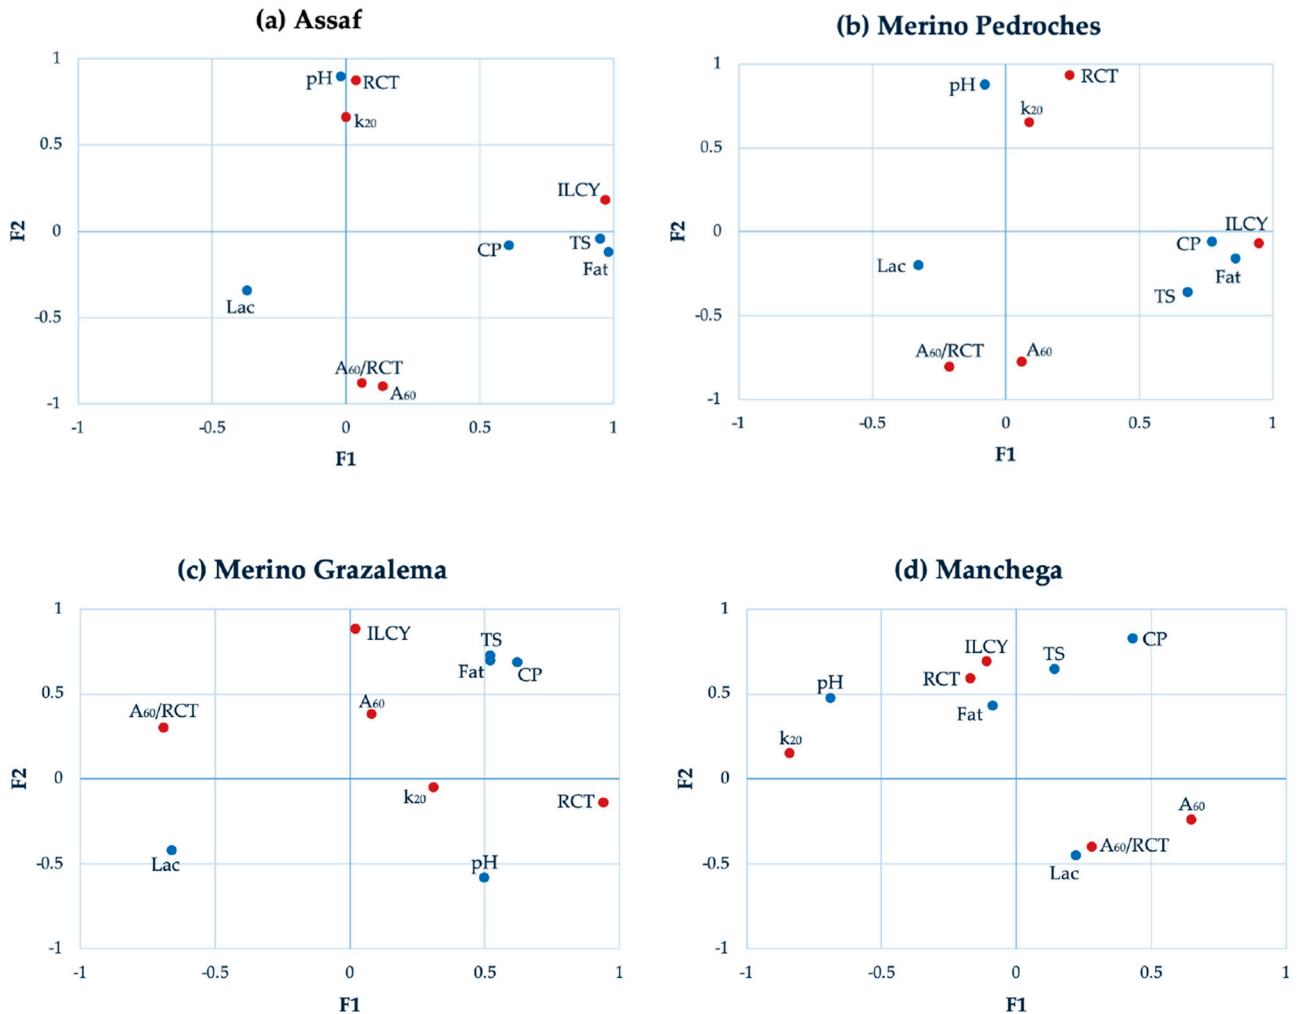 (a) Assaf
1
pH
RCT
k20
0.5
ILCY
0
CP
TS
Fat
Lac
-0.5
A60/RCT
A60
-1
-1
-0.5
0
0.5
1
F2
F1
(b) Merino Pedroches
1
pH
RCT
k20
0.5
0
ILCY
CP
Lac
Fat
TS
-0.5
A60/RCT
A60
-1
-1
-0.5
0
0.5
1
F2
F1
(c) Merino Grazalema
1
ILCY
TS
Fat
CP
0.5
A60/RCT
A60
0
k20
RCT
Lac
pH
-0.5
-1
-1
-0.5
0
0.5
1
F2
F1
(d) Manchega
1
CP
ILCY
TS
RCT
pH
0.5
Fat
k20
0
A60
A60/RCT
Lac
-0.5
-1
-1
-0.5
0
0.5
1
F2
F1